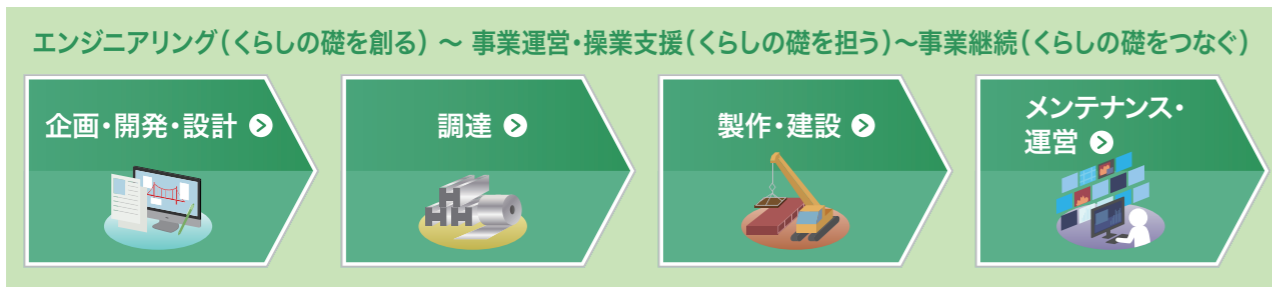 エンジニアリング(くらしの礎を創る) ～ 事業運営・操業支援(くらしの礎を担う)～事業継続(くらしの礎をつなぐ)
企画・開発・設計
調達
製作・建設
メンテナンス・
運営